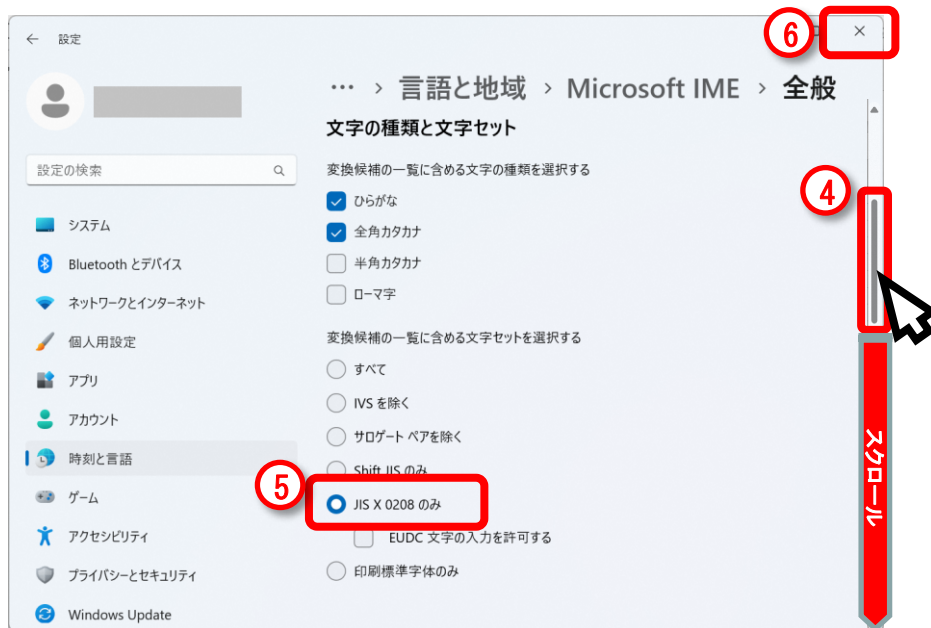 ⑥
← 設定
… > 言語と地域 > Microsoft IME > 全般
文字の種類と文字セット
設定の検索
変換候補の一覧に含める文字の種類を選択する
④
ひらがな
全角カタカナ
半角カタカナ
ローマ字
システム
Bluetooth とデバイス
ネットワークとインターネット
個人用設定
アプリ
アカウント
時刻と言語
ゲーム
アクセシビリティ
プライバシーとセキュリティ
Windows Update
変換候補の一覧に含める文字セットを選択する
すべて
IVS を除く
サロゲート ペアを除く
Shift JIS のみ
⑤
JIS X 0208 のみ
EUDC 文字の入力を許可する
印刷標準字体のみ
スクロール